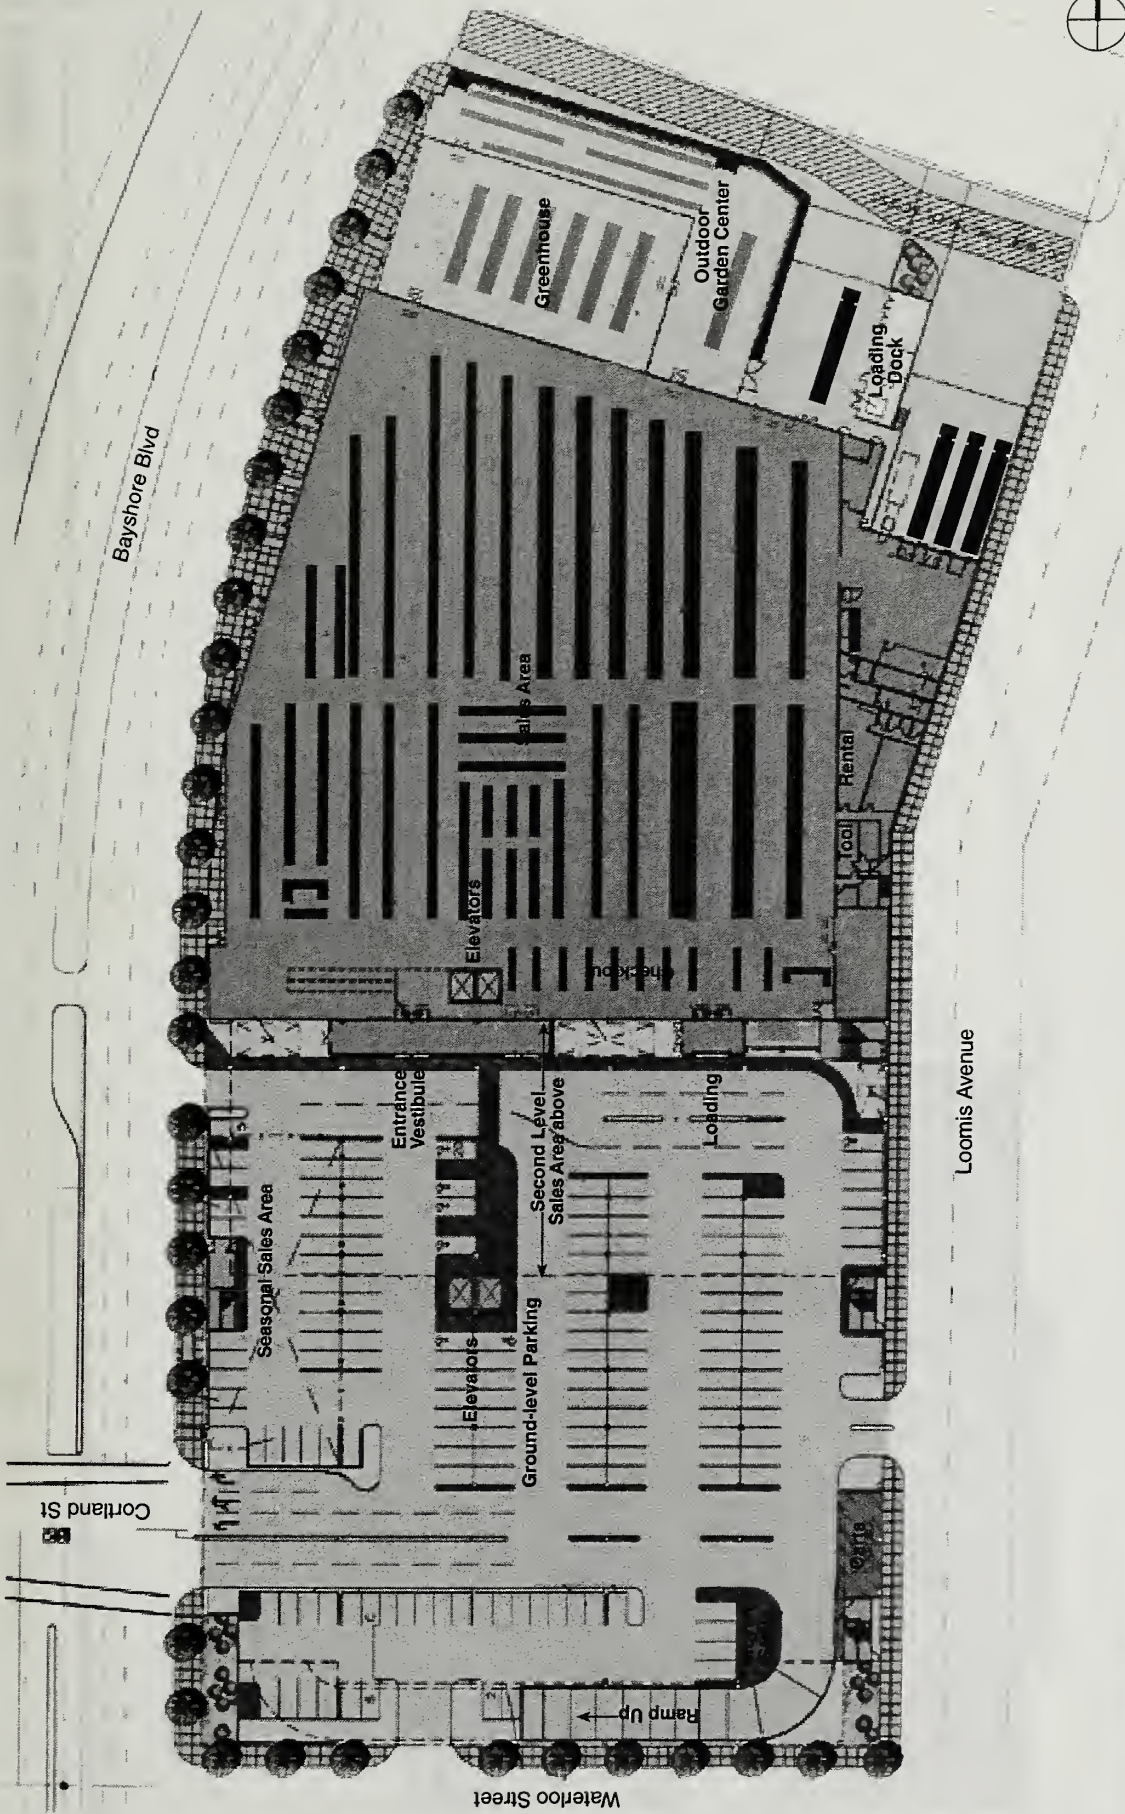 Bayshore Blvd
Greenhouse
Outdoor
Garden Center
Loading
Dock
Sales Area
Elevators
Checkout
Tool Rental
Entrance
Vestibule
Second Level
Sales Area above
Loading
Seasonal Sales Area
Elevators
Ground-level Parking
Cortland St
Carts
Ramp Up
Waterloo Street
Loomis Avenue